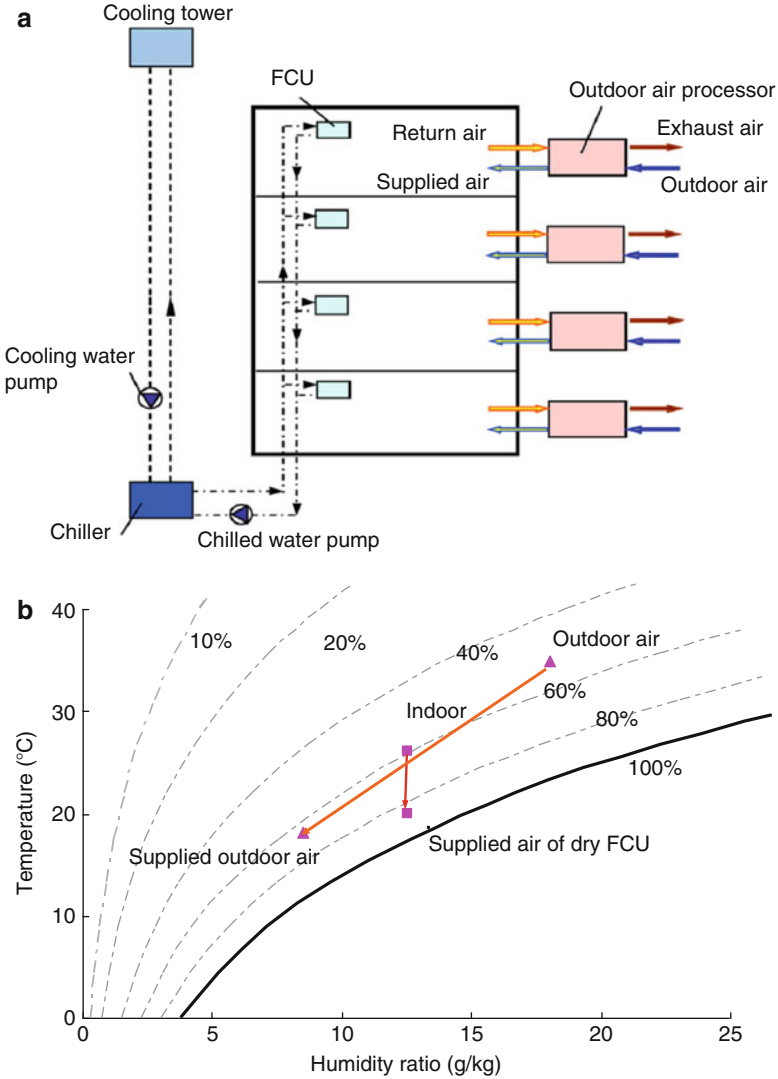 a
Cooling tower
FCU
Outdoor air processor
Return air
Exhaust air
Supplied air
Outdoor air
Cooling water
pump
Chiller
Chilled water pump
b
40
30
20
10
0
Temperature (°C)
10%
20%
40%
60%
80%
100%
Outdoor air
Indoor
Supplied outdoor air
Supplied air of dry FCU
0
5
10
15
20
25
Humidity ratio (g/kg)